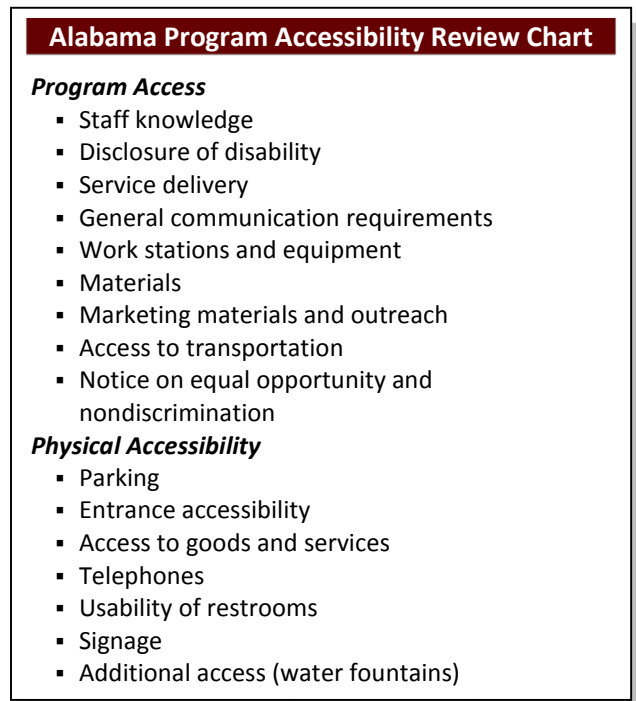 Alabama Program Accessibility Review Chart
Program Access
▪ Staff knowledge
▪ Disclosure of disability
▪ Service delivery
▪ General communication requirements
▪ Work stations and equipment
▪ Materials
▪ Marketing materials and outreach
▪ Access to transportation
▪ Notice on equal opportunity and
nondiscrimination
Physical Accessibility
▪ Parking
▪ Entrance accessibility
▪ Access to goods and services
▪ Telephones
▪ Usability of restrooms
▪ Signage
▪ Additional access (water fountains)